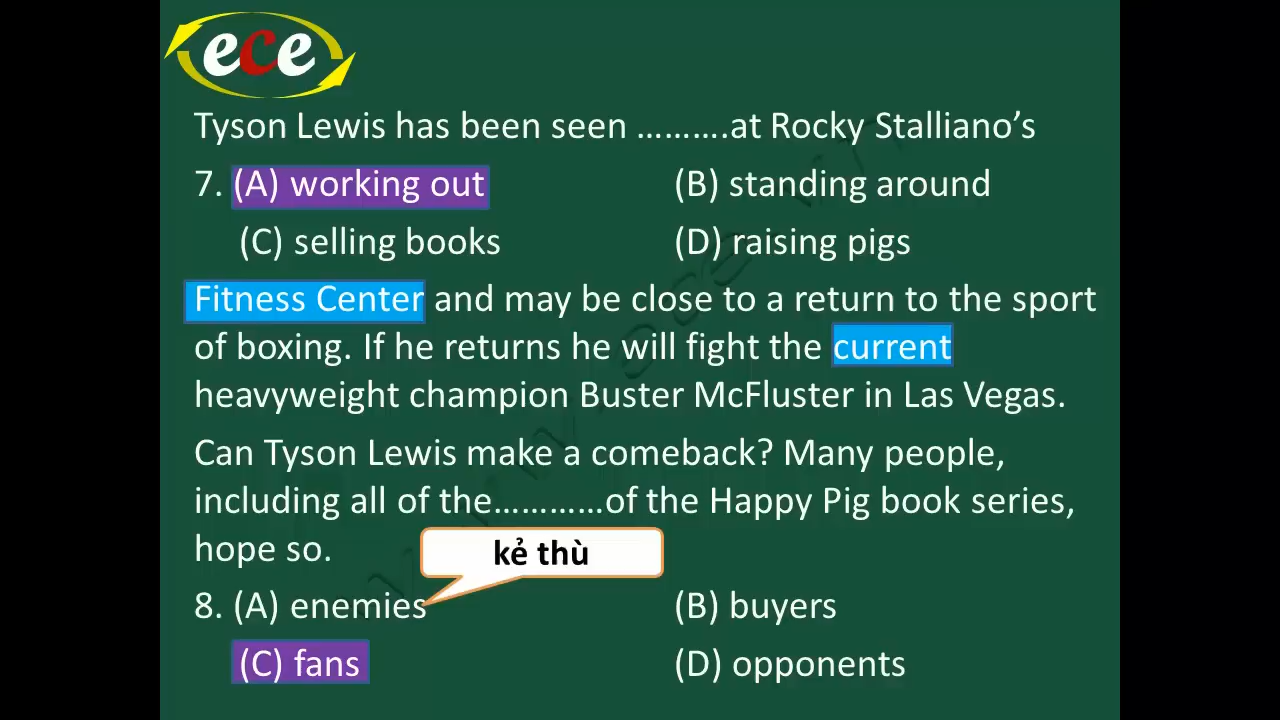 ece
Tyson Lewis has been seen ……….at Rocky Stalliano’s
7. (A) working out (B) standing around
(C) selling books (D) raising pigs
Fitness Center and may be close to a return to the sport
of boxing. If he returns he will fight the current
heavyweight champion Buster McFluster in Las Vegas.
Can Tyson Lewis make a comeback? Many people,
including all of the…………of the Happy Pig book series,
hope so.
kẻ thù
8. (A) enemies (B) buyers
(C) fans (D) opponents